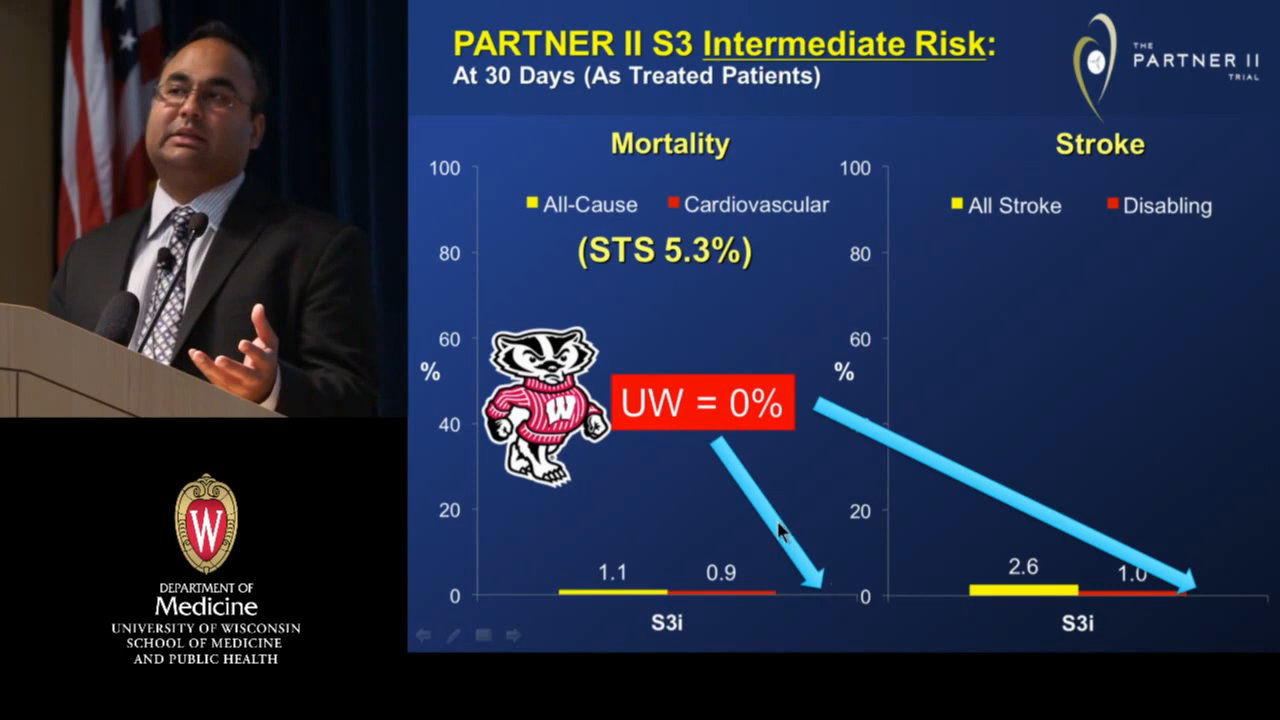 PARTNER II S3 Intermediate Risk:
At 30 Days (As Treated Patients)
THE
PARTNER II
TRIAL
Mortality
100
All-Cause
Cardiovascular
(STS 5.3%)
80
60
%
40
20
0
W
UW = 0%
1.1
0.9
S3i
Stroke
100
All Stroke
Disabling
80
60
%
40
20
0
2.6
1.0
S3i
W
DEPARTMENT OF
Medicine
UNIVERSITY OF WISCONSIN
SCHOOL OF MEDICINE
AND PUBLIC HEALTH